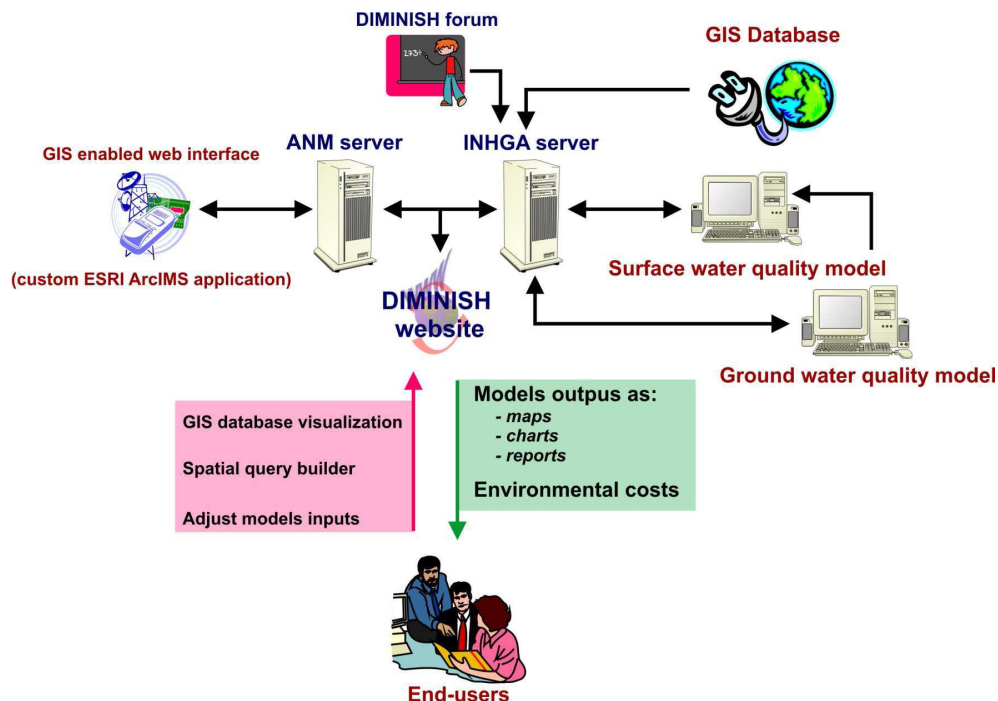 DIMINISH forum
GIS Database
ANM server
INHGA server
GIS enabled web interface
(custom ESRI ArcIMS application)
Surface water quality model
DIMINISH
website
Ground water quality model
GIS database visualization
Spatial query builder
Adjust models inputs
Models outpus as:
- maps
- charts
- reports
Environmental costs
End-users